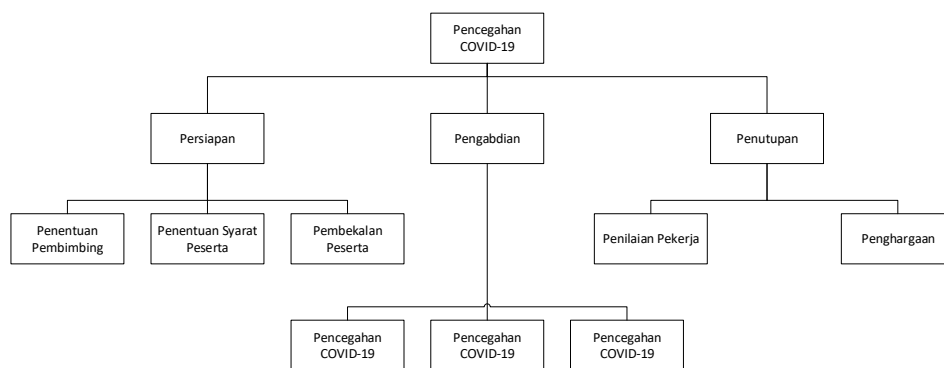 Pencegahan
COVID-19
Persiapan
Pengabdian
Penutupan
Penentuan
Pembimbing
Penentuan Syarat
Peserta
Pembekalan
Peserta
Penilaian Pekerja
Penghargaan
Pencegahan
COVID-19
Pencegahan
COVID-19
Pencegahan
COVID-19